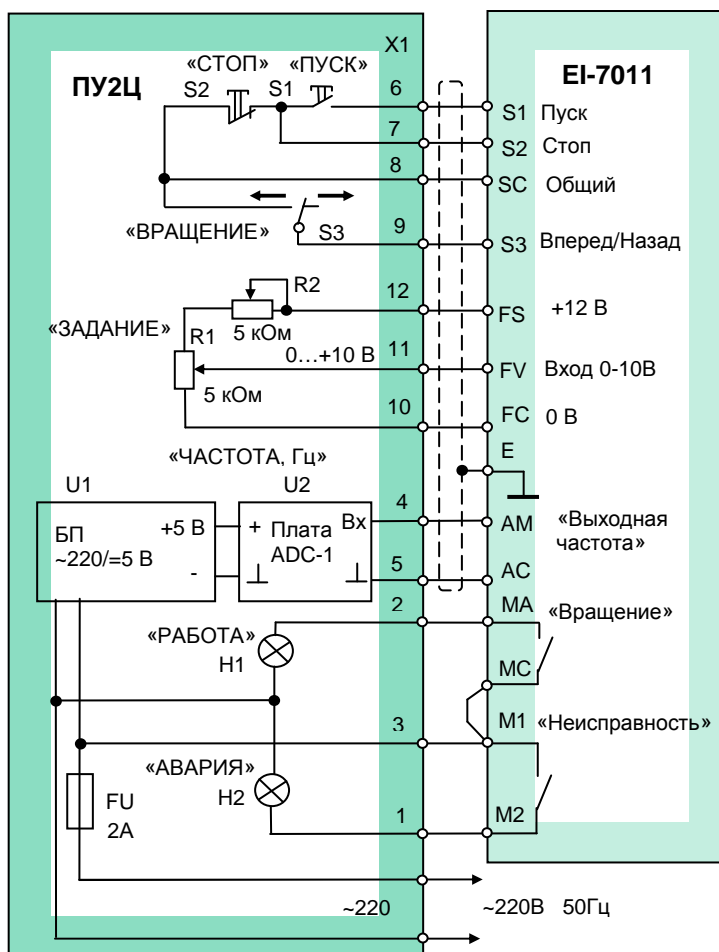 X1
ПУ2Ц
EI-7011
«СТОП» «ПУСК»
S2 S1 6
S1 Пуск
7
S2 Стоп
8
SC Общий
«ВРАЩЕНИЕ» S3 9
S3 Вперед/Назад
R2 12
FS +12 В
5 кОм
«ЗАДАНИЕ»
R1 0...+10 В 11
FV Вход 0-10В
5 кОм 10
FC 0 В
E
«ЧАСТОТА, Гц»
U1 U2 4
БП
~220/=5 В
+5 В
-
+ Плата Вх
ADC-1
AM «Выходная
частота»
5
AC
2
MA «Вращение»
«РАБОТА»
H1
MC
3
M1 «Неисправность»
«АВАРИЯ»
H2
FU
2А
1
M2
~220 ~220В 50Гц